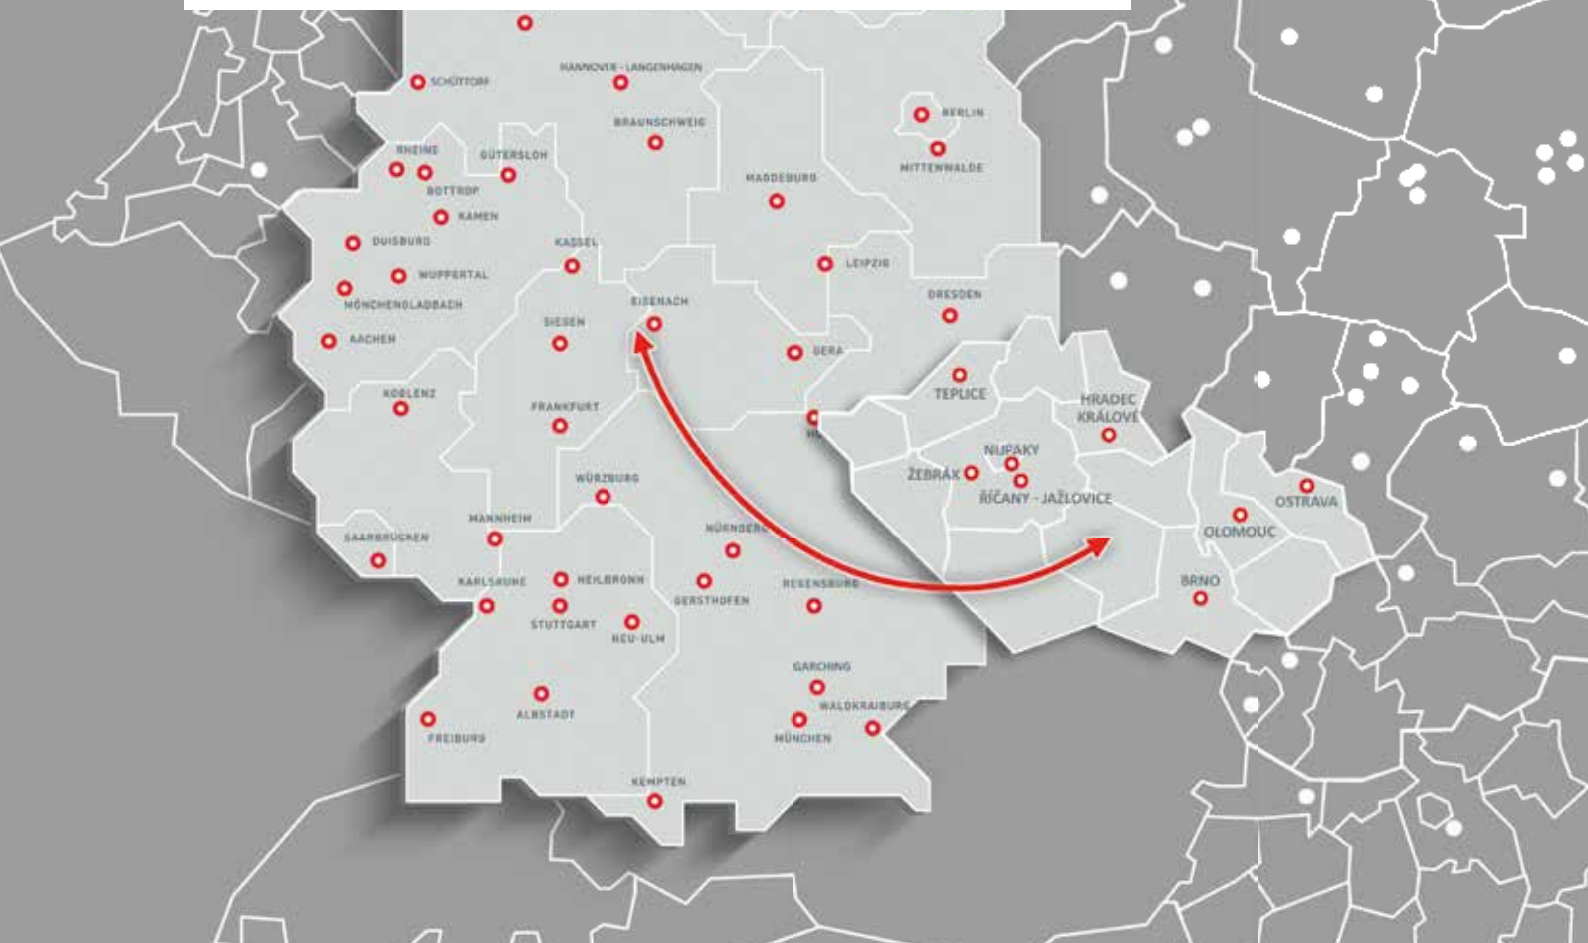 SCHÜTTORF
HANNOVER - LANGENHAGEN
BRAUNSCHWEIG
BERLIN
MITTENWALDE
RHEINE
GÜTERSLOH
BOTTROP
MAGDEBURG
KAMEN
DUISBURG
KASSEL
LEIPZIG
WUPPERTAL
MÖNCHENGLADBACH
EISENACH
DRESDEN
SIEGEN
AACHEN
GERA
KOBLENZ
TEPLICE
FRANKFURT
HRADEC
KRÁLOVÉ
NUPAKY
ŽEBRÁK
ŘÍČANY - JAŽLOVICE
WÜRZBURG
OSTRAVA
MANNHEIM
NÜRNBERG
OLOMOUC
SAARBRÜCKEN
KARLSRUHE
HEILBRONN
REGENSBURG
BRNO
GERSTHOFEN
STUTTGART
NEU-ULM
GARCHING
WALDKRAIBURG
ALBSTADT
FREIBURG
MÜNCHEN
KEMPTEN